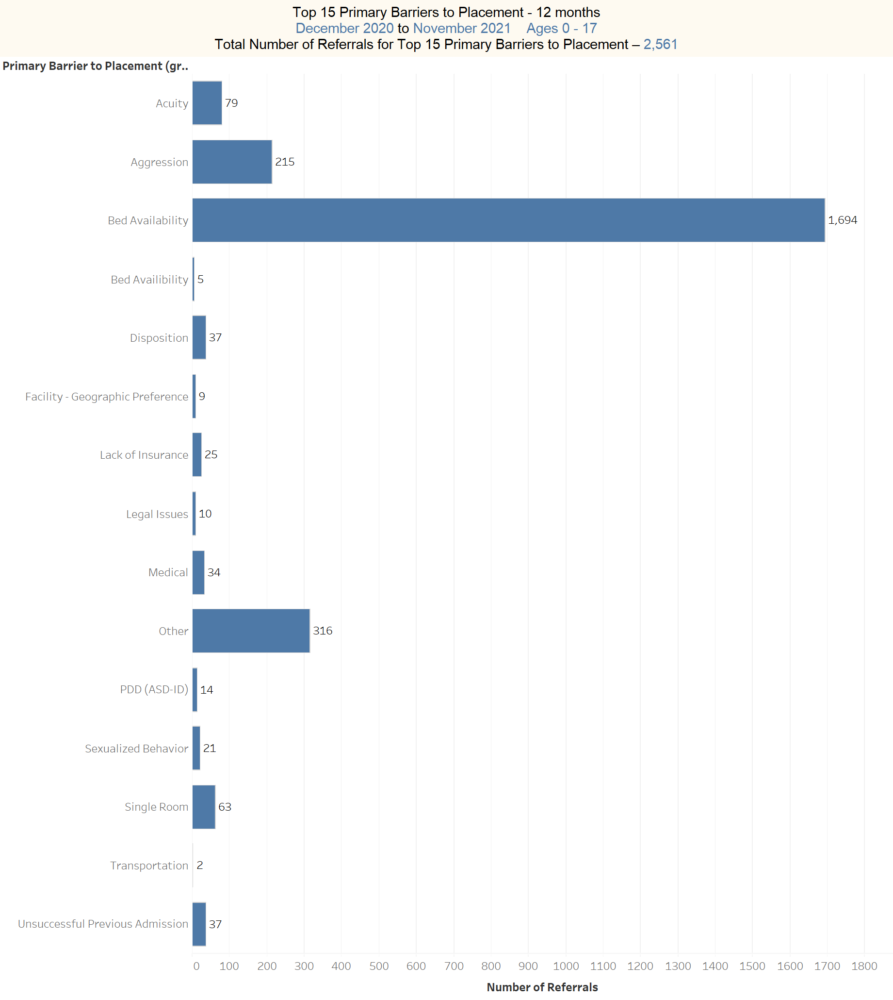 Top 15 Primary Barriers to Placement - 12 months
December 2020 to November 2021 Ages 0 - 17
Total Number of Referrals for Top 15 Primary Barriers to Placement – 2,561
Primary Barrier to Placement (gr..
Acuity 79
Aggression 215
Bed Availability 1,694
Bed Availibility 5
Disposition 37
Facility - Geographic Preference 9
Lack of Insurance 25
Legal Issues 10
Medical 34
Other 316
PDD (ASD-ID) 14
Sexualized Behavior 21
Single Room 63
Transportation 2
Unsuccessful Previous Admission 37
0 100 200 300 400 500 600 700 800 900 1000 1100 1200 1300 1400 1500 1600 1700 1800
Number of Referrals